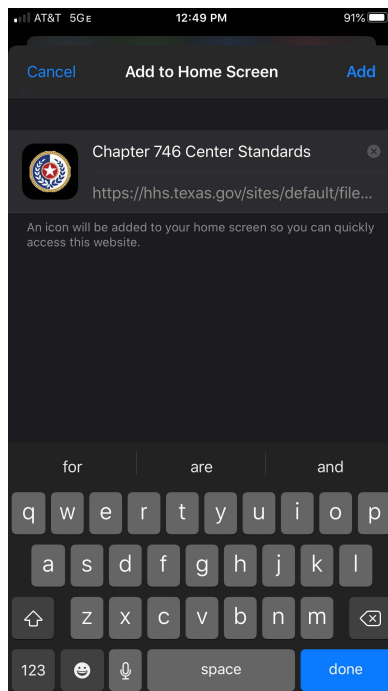 AT&T 5GE 12:49 PM 91%
Cancel Add to Home Screen Add
Chapter 746 Center Standards
https://hhs.texas.gov/sites/default/file...
An icon will be added to your home screen so you can quickly
access this website.
for are and
q w e r t y u i o p
a s d f g h j k l
z x c v b n m
123 space done